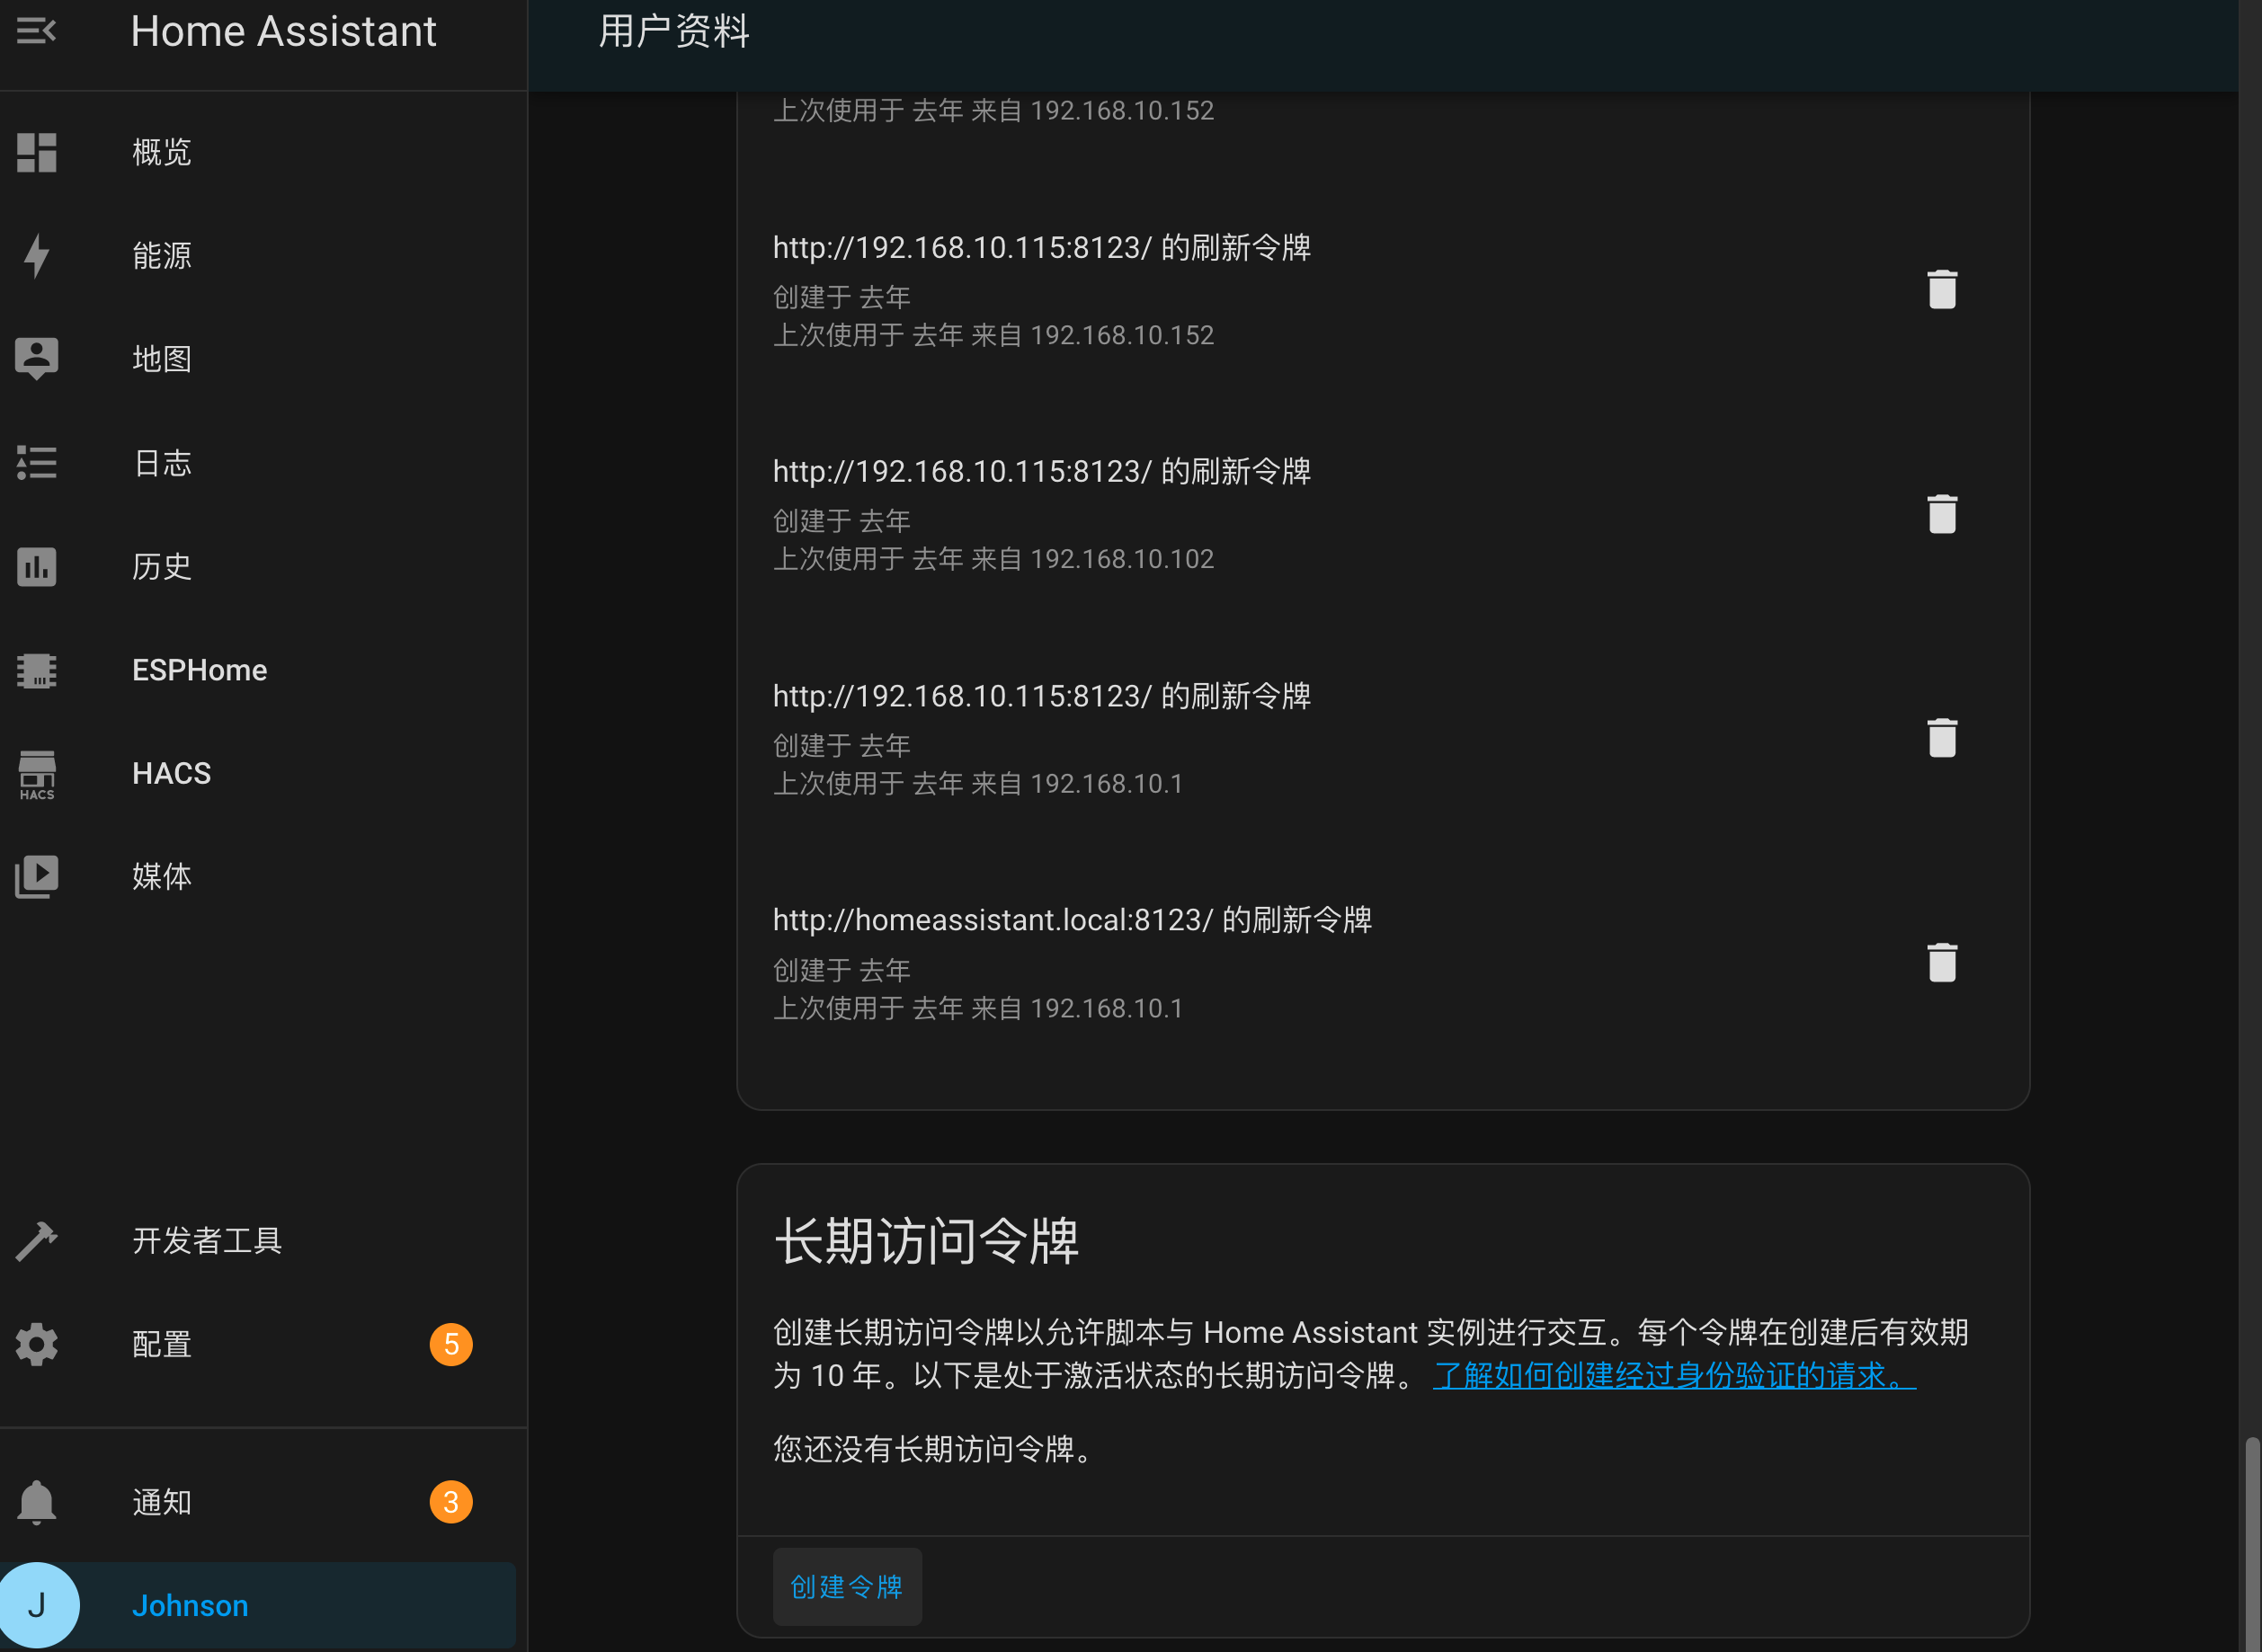 Home Assistant
概览
能源
地图
日志
历史
ESPHome
HACS
HACS
媒体
开发者工具
配置
5
通知
3
J
Johnson
用户资料
上次使用于 去年 来自 192.168.10.152
http://192.168.10.115:8123/ 的刷新令牌
创建于 去年
上次使用于 去年 来自 192.168.10.152
http://192.168.10.115:8123/ 的刷新令牌
创建于 去年
上次使用于 去年 来自 192.168.10.102
http://192.168.10.115:8123/ 的刷新令牌
创建于 去年
上次使用于 去年 来自 192.168.10.1
http://homeassistant.local:8123/ 的刷新令牌
创建于 去年
上次使用于 去年 来自 192.168.10.1
长期访问令牌
创建长期访问令牌以允许脚本与 Home Assistant 实例进行交互。每个令牌在创建后有效期
为 10 年。以下是处于激活状态的长期访问令牌。 了解如何创建经过身份验证的请求。
您还没有长期访问令牌。
创建令牌